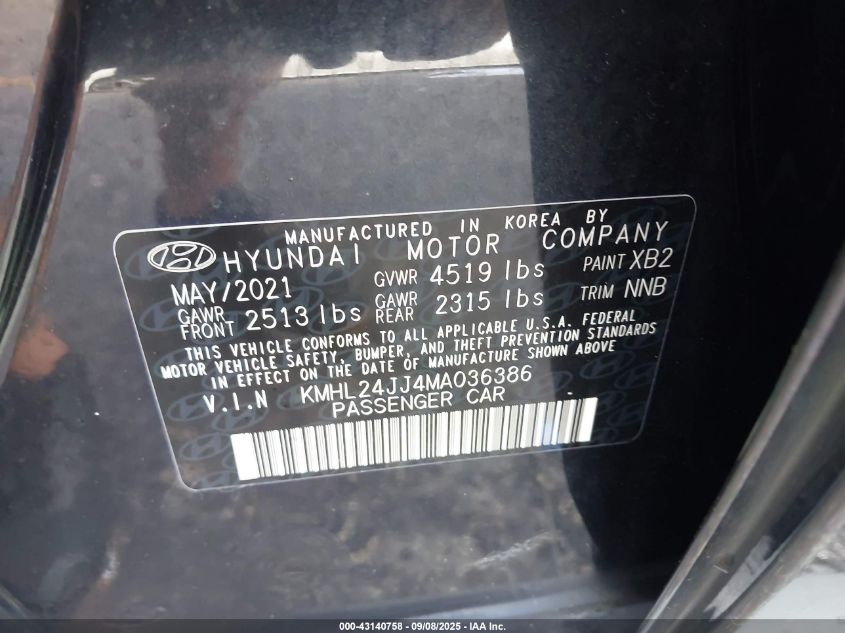 MANUFACTURED IN KOREA BY
HYUNDAI MOTOR COMPANY
MAY/2021 GVWR 4519 lbs PAINT XB2
GAWR FRONT 2513 lbs GAWR REAR 2315 lbs TRIM NNB
THIS VEHICLE CONFORMS TO ALL APPLICABLE U.S.A. FEDERAL
MOTOR VEHICLE SAFETY, BUMPER, AND THEFT PREVENTION STANDARDS
IN EFFECT ON THE DATE OF MANUFACTURE SHOWN ABOVE
V.I.N KMHL24JJ4MA036386
PASSENGER CAR
000-43140758 - 09/08/2025 - IAA Inc.